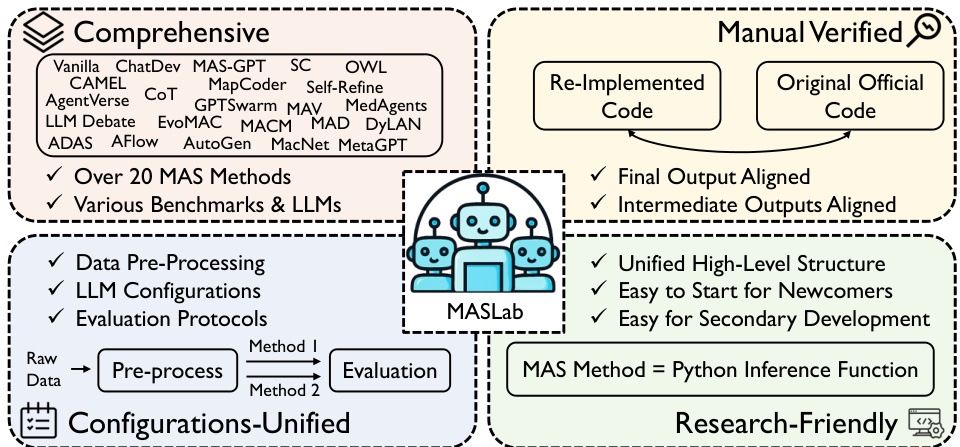 Comprehensive
Vanilla ChatDev MAS-GPT SC OWL
CAMEL CoT MapCoder Self-Refine
AgentVerse GPTSwarm MAV MedAgents
LLM Debate EvoMAC MACM MAD DyLAN
ADAS AFlow AutoGen MacNet MetaGPT
✓ Over 20 MAS Methods
✓ Various Benchmarks & LLMs
Manual Verified
Re-Implemented
Code
Original Official
Code
✓ Final Output Aligned
✓ Intermediate Outputs Aligned
MASLab
✓ Data Pre-Processing
✓ LLM Configurations
✓ Evaluation Protocols
Raw
Data
Pre-process
Method 1
Method 2
Evaluation
Configurations-Unified
✓ Unified High-Level Structure
✓ Easy to Start for Newcomers
✓ Easy for Secondary Development
MAS Method = Python Inference Function
Research-Friendly